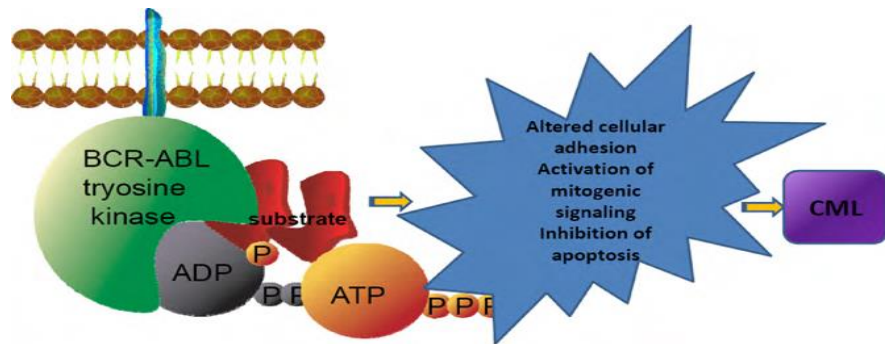 BCR-ABL
tryosine
kinase
substrate
P
ADP
P P
ATP
P P P
Altered cellular
adhesion
Activation of
mitogenic
signaling
Inhibition of
apoptosis
CML